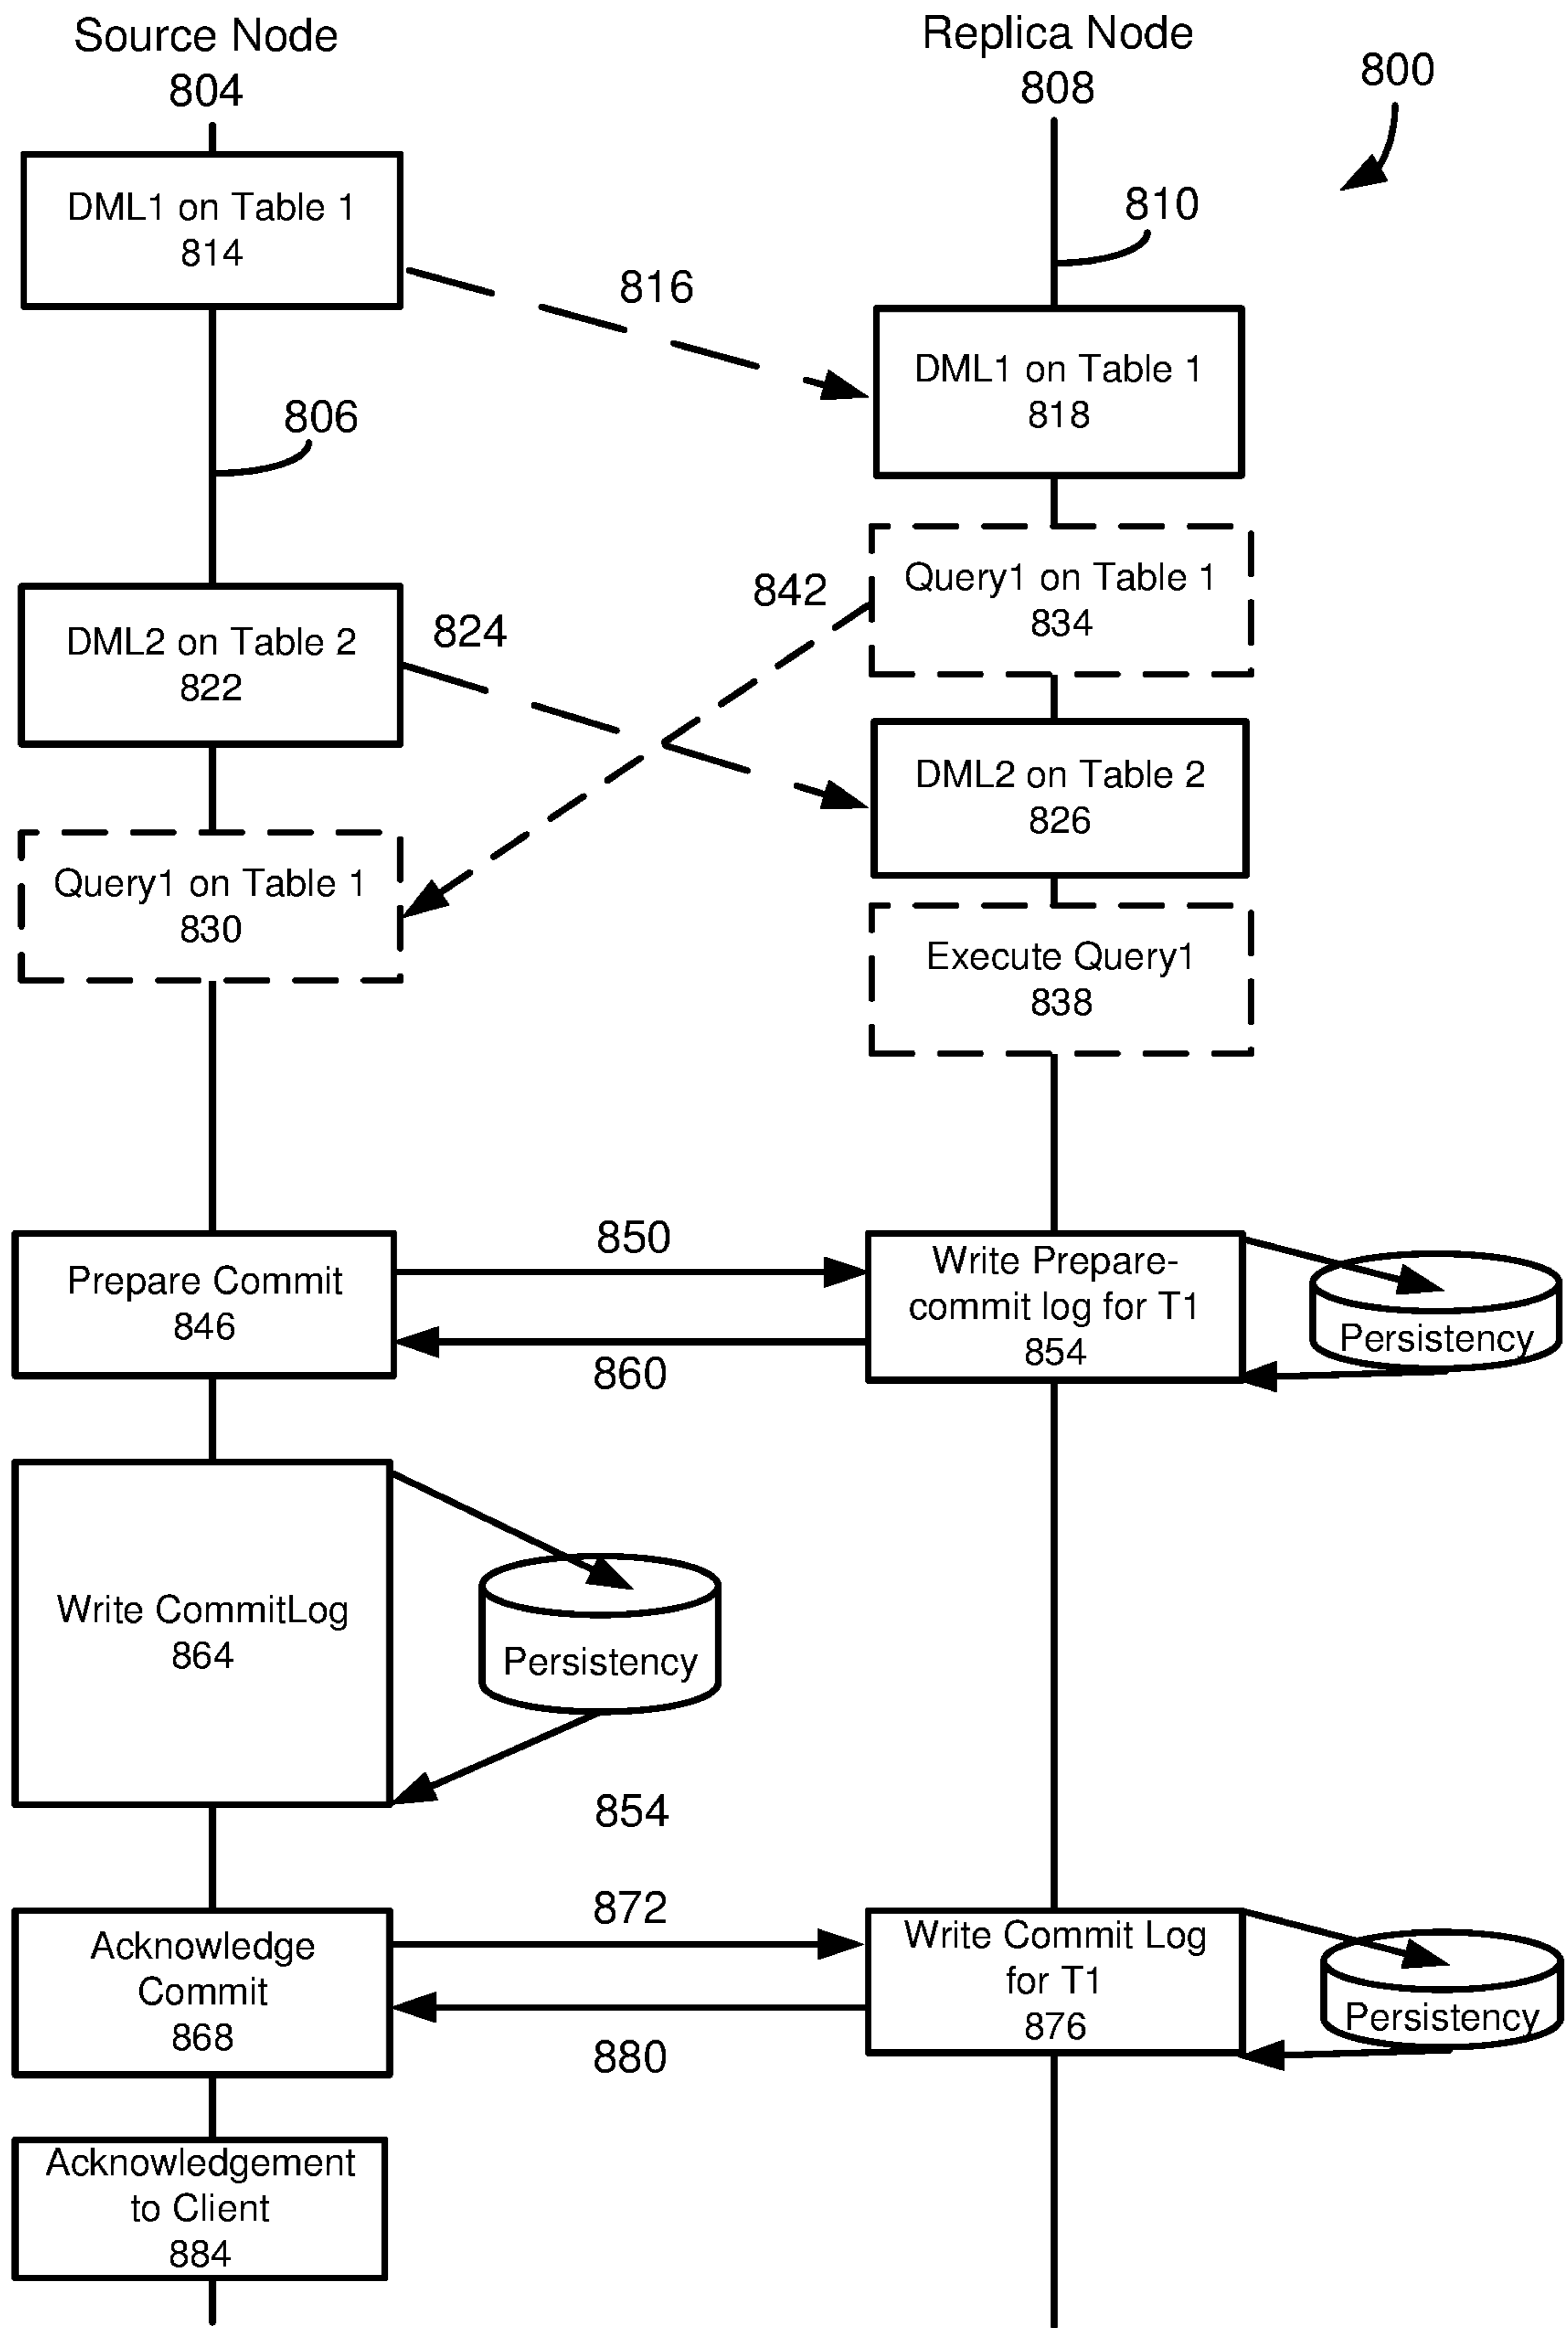 Source Node
804
Replica Node
808
800
810
DML1 on Table 1
814
816
DML1 on Table 1
818
806
Query1 on Table 1
834
842
DML2 on Table 2
822
824
DML2 on Table 2
826
Query1 on Table 1
830
Execute Query1
838
Prepare Commit
846
850
860
Write Prepare-
commit log for T1
854
Persistency
Write CommitLog
864
Persistency
854
Acknowledge
Commit
868
872
880
Write Commit Log
for T1
876
Persistency
Acknowledgement
to Client
884